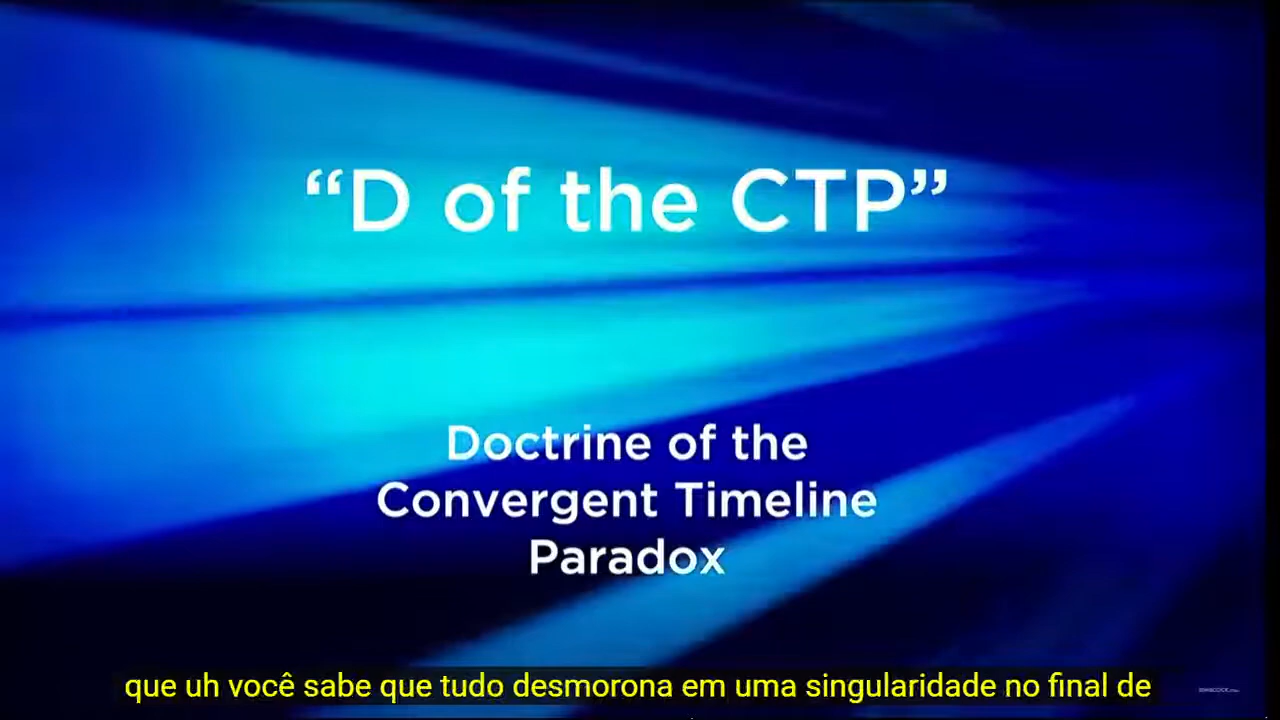 “D of the CTP”
Doctrine of the
Convergent Timeline
Paradox
que uh você sabe que tudo desmorona em uma singularidade no final de